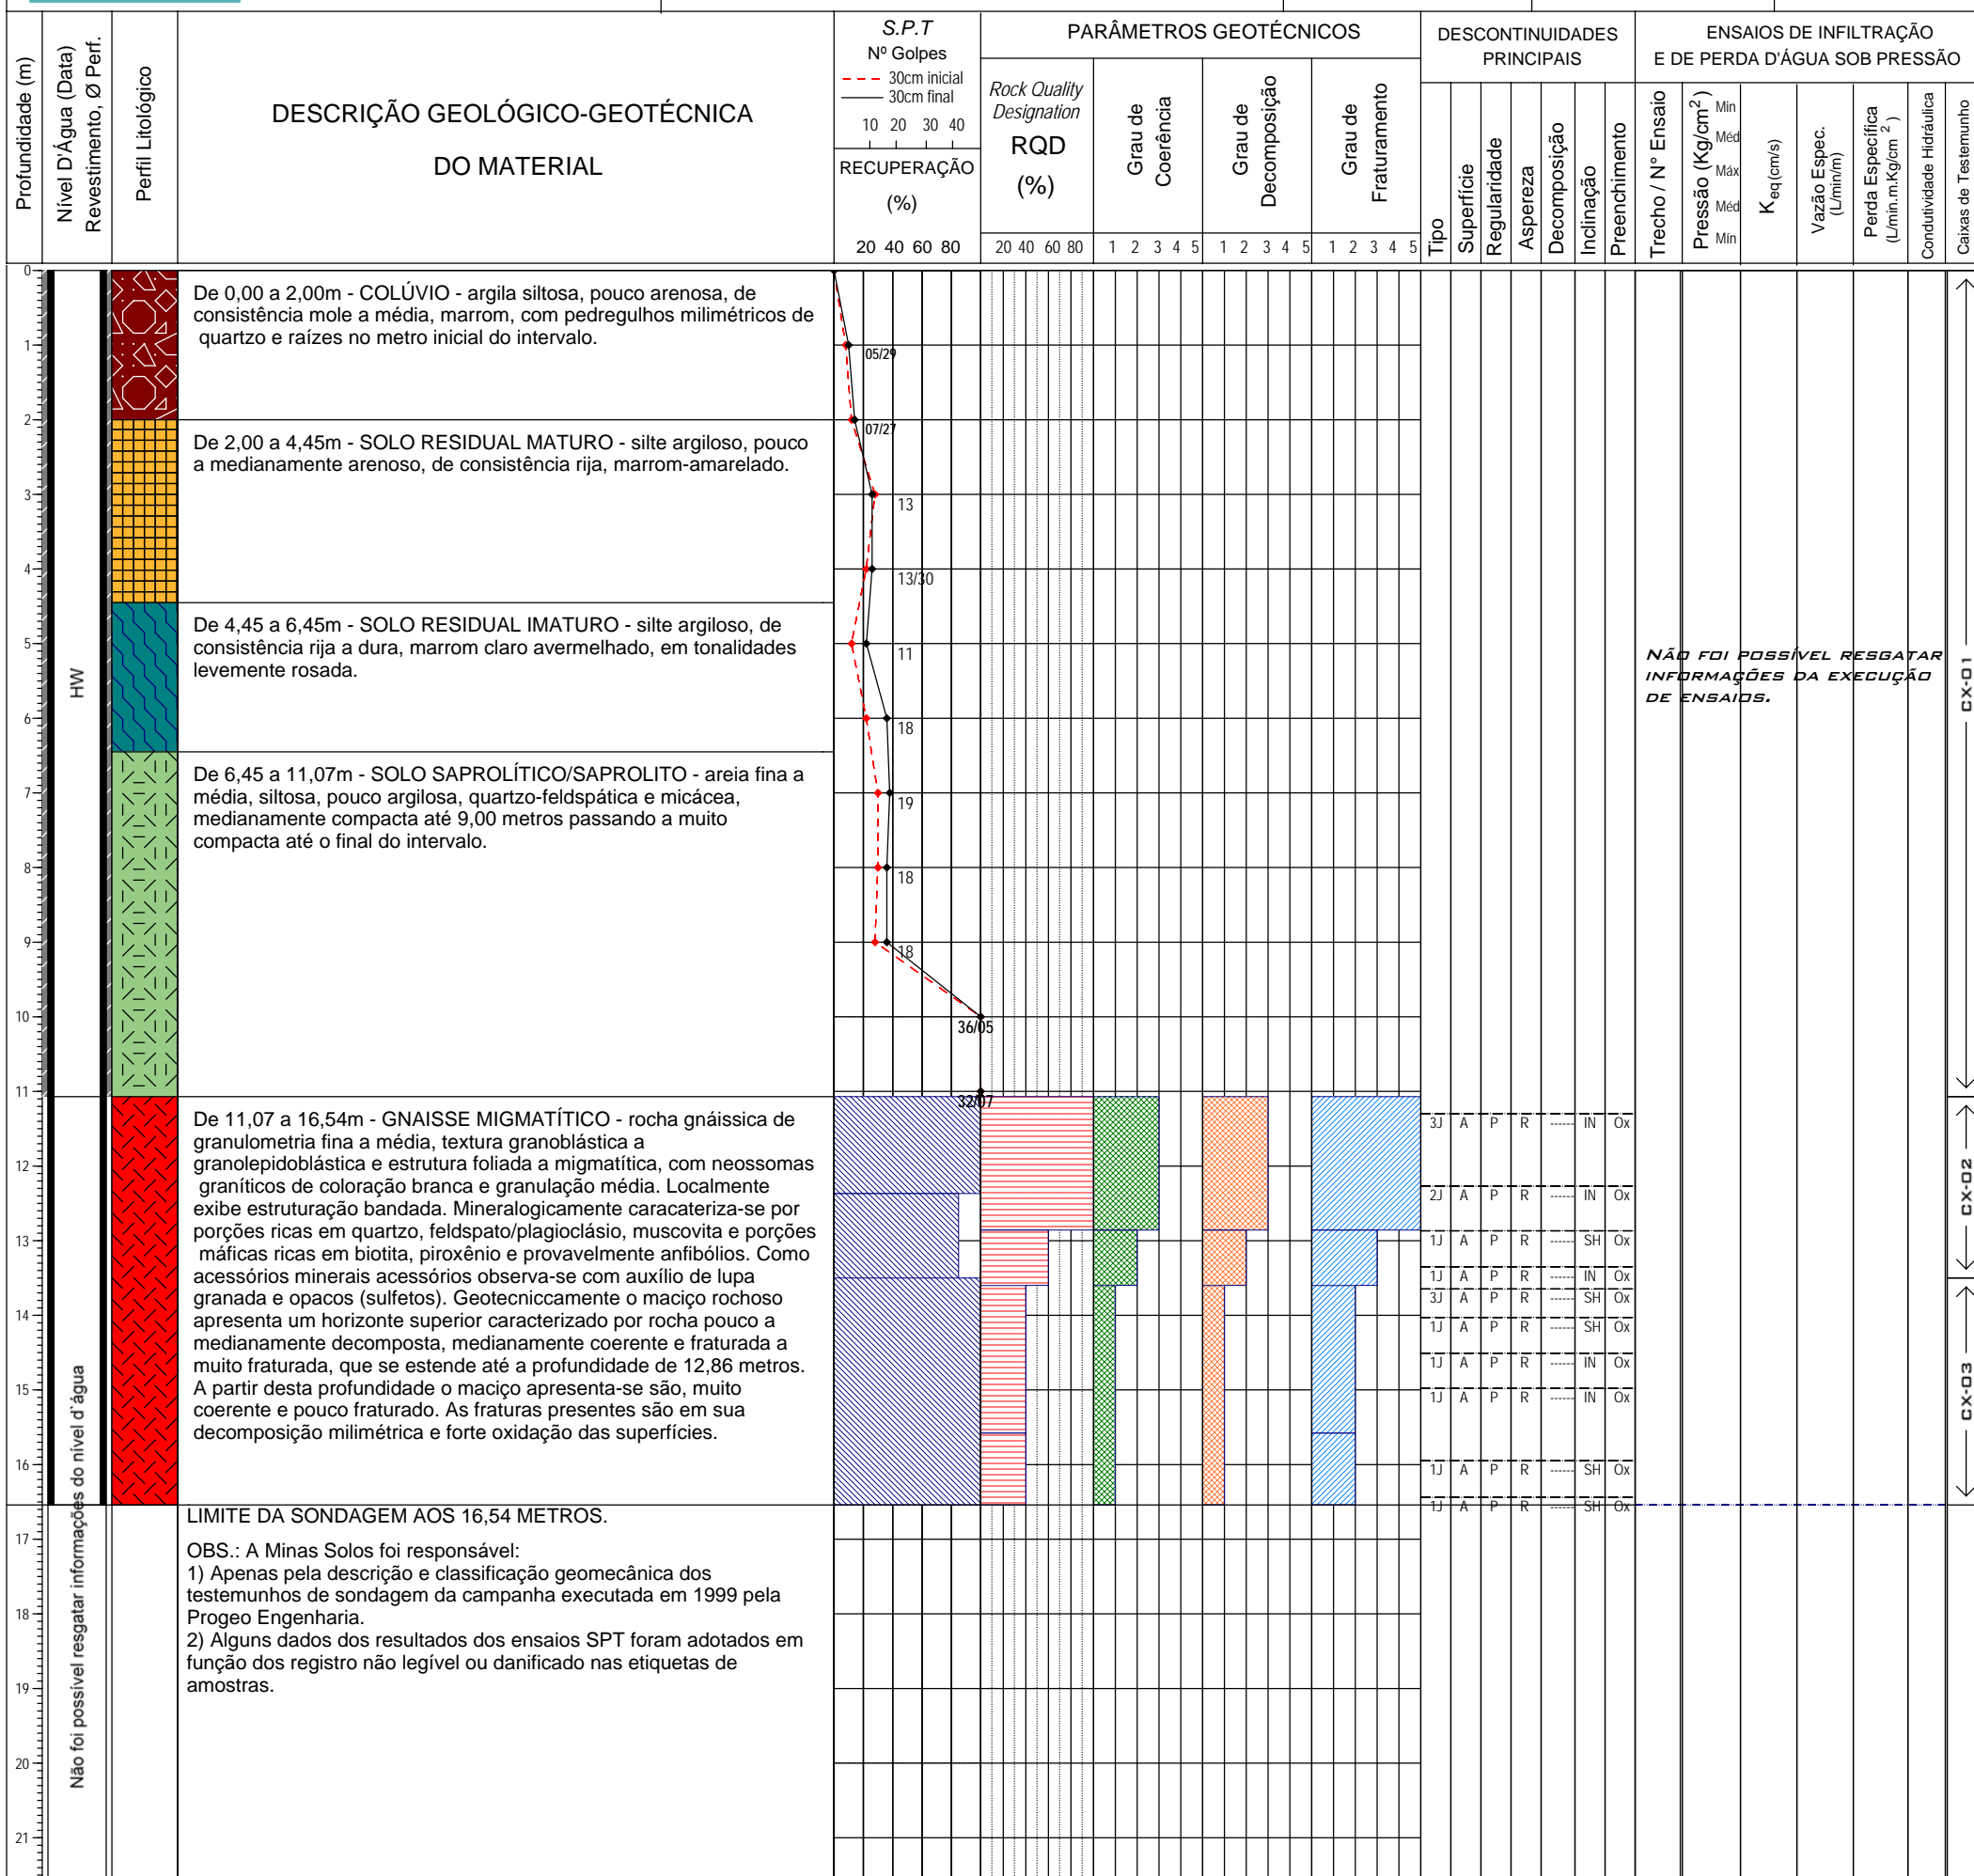 S.P.T
Nº Golpes
30cm inicial
30cm final
10 20 30 40
RECUPERAÇÃO
(%)
20 40 60 80
PARÂMETROS GEOTÉCNICOS
DESCONTINUIDADES
PRINCIPAIS
ENSAIOS DE INFILTRAÇÃO
E DE PERDA D'ÁGUA SOB PRESSÃO
Profundidade (m)
Nível D'Água (Data)
Revestimento, Ø Perf.
Perfil Litológico
DESCRIÇÃO GEOLÓGICO-GEOTÉCNICA
DO MATERIAL
Rock Quality
Designation
RQD
(%)
20 40 60 80
Grau de
Coerência
1 2 3 4 5
Grau de
Decomposição
1 2 3 4 5
Grau de
Fraturamento
1 2 3 4 5
Tipo
Superfície
Regularidade
Aspereza
Decomposição
Inclinação
Preenchimento
Trecho / N° Ensaio
Pressão (Kg/cm²)
Min
Méd
Máx
Méd
Mín
Keq(cm/s)
Vazão Espec.
(L/min/m)
Perda Específica
(L/min.m.Kg/cm ² )
Condutividade Hidráulica
Caixas de Testemunho
0
De 0,00 a 2,00m - COLÚVIO - argila siltosa, pouco arenosa, de
consistência mole a média, marrom, com pedregulhos milimétricos de
quartzo e raízes no metro inicial do intervalo.
1
05/29
2
07/27
De 2,00 a 4,45m - SOLO RESIDUAL MATURO - silte argiloso, pouco
a medianamente arenoso, de consistência rija, marrom-amarelado.
3
13
4
13/30
De 4,45 a 6,45m - SOLO RESIDUAL IMATURO - silte argiloso, de
consistência rija a dura, marrom claro avermelhado, em tonalidades
levemente rosada.
5
11
NÃO FOI POSSÍVEL RESGATAR
INFORMAÇÕES DA EXECUÇÃO
DE ENSAIOS.
HW
CX-01
6
18
De 6,45 a 11,07m - SOLO SAPROLÍTICO/SAPROLITO - areia fina a
média, siltosa, pouco argilosa, quartzo-feldspática e micácea,
medianamente compacta até 9,00 metros passando a muito
compacta até o final do intervalo.
7
19
8
18
9
18
10
36/05
11
32/07
De 11,07 a 16,54m - GNAISSE MIGMATÍTICO - rocha gnáissica de
granulometria fina a média, textura granoblástica a
granolepidoblástica e estrutura foliada a migmatítica, com neossomas
graníticos de coloração branca e granulação média. Localmente
exibe estruturação bandada. Mineralogicamente caracateriza-se por
porções ricas em quartzo, feldspato/plagioclásio, muscovita e porções
máficas ricas em biotita, piroxênio e provavelmente anfibólios. Como
acessórios minerais acessórios observa-se com auxílio de lupa
granada e opacos (sulfetos). Geotecniccamente o maciço rochoso
apresenta um horizonte superior caracterizado por rocha pouco a
medianamente decomposta, medianamente coerente e fraturada a
muito fraturada, que se estende até a profundidade de 12,86 metros.
A partir desta profundidade o maciço apresenta-se são, muito
coerente e pouco fraturado. As fraturas presentes são em sua
decomposição milimétrica e forte oxidação das superfícies.
3J A P R ------ IN Ox
2J A P R ------ IN Ox
1J A P R ------ SH Ox
1J A P R ------ IN Ox
3J A P R ------ SH Ox
1J A P R ------ SH Ox
1J A P R ------ IN Ox
1J A P R ------ IN Ox
1J A P R ------ SH Ox
1J A P R ------ SH Ox
CX-02
CX-03
12
13
14
15
16
Não foi possível resgatar informações do nível d`água
LIMITE DA SONDAGEM AOS 16,54 METROS.
OBS.: A Minas Solos foi responsável:
1) Apenas pela descrição e classificação geomecânica dos
testemunhos de sondagem da campanha executada em 1999 pela
Progeo Engenharia.
2) Alguns dados dos resultados dos ensaios SPT foram adotados em
função dos registro não legível ou danificado nas etiquetas de
amostras.
17
18
19
20
21